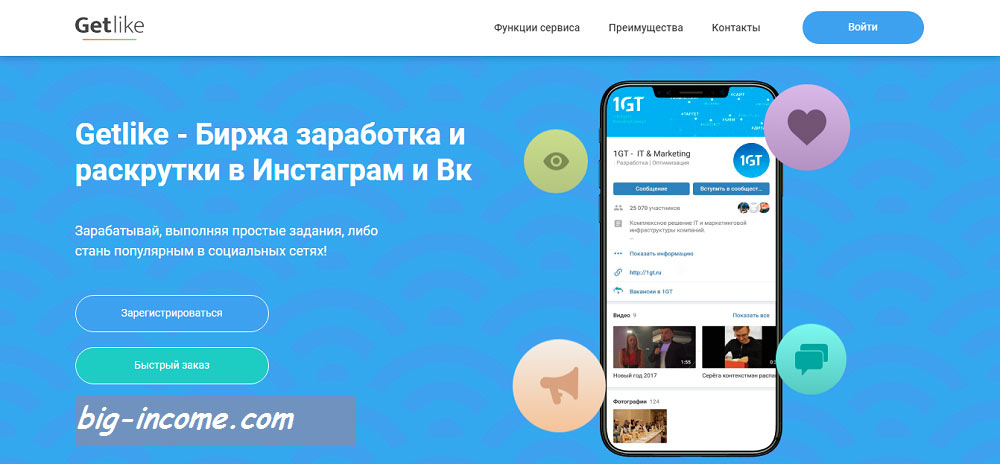 Getlike
Функции сервиса
Преимущества
Контакты
Войти
Getlike - Биржа заработка и
раскрутки в Инстаграм и Вк
Зарабатывай, выполняя простые задания, либо
стань популярным в социальных сетях!
Зарегистрироваться
Быстрый заказ
big-income.com
1GT
1GT - IT & Marketing
Разработка | Оптимизация
1GT
Сообщение
Вступить в сообщест...
25 070 участников
Комплексное решение IT и маркетинговой
инфраструктуры компаний.
...
Показать информацию
http://1gt.ru
Вакансии в 1GT
Видео 9
Показать все
1:55
Новый год 2017
Серёга контекстман распа
Фотографии 124